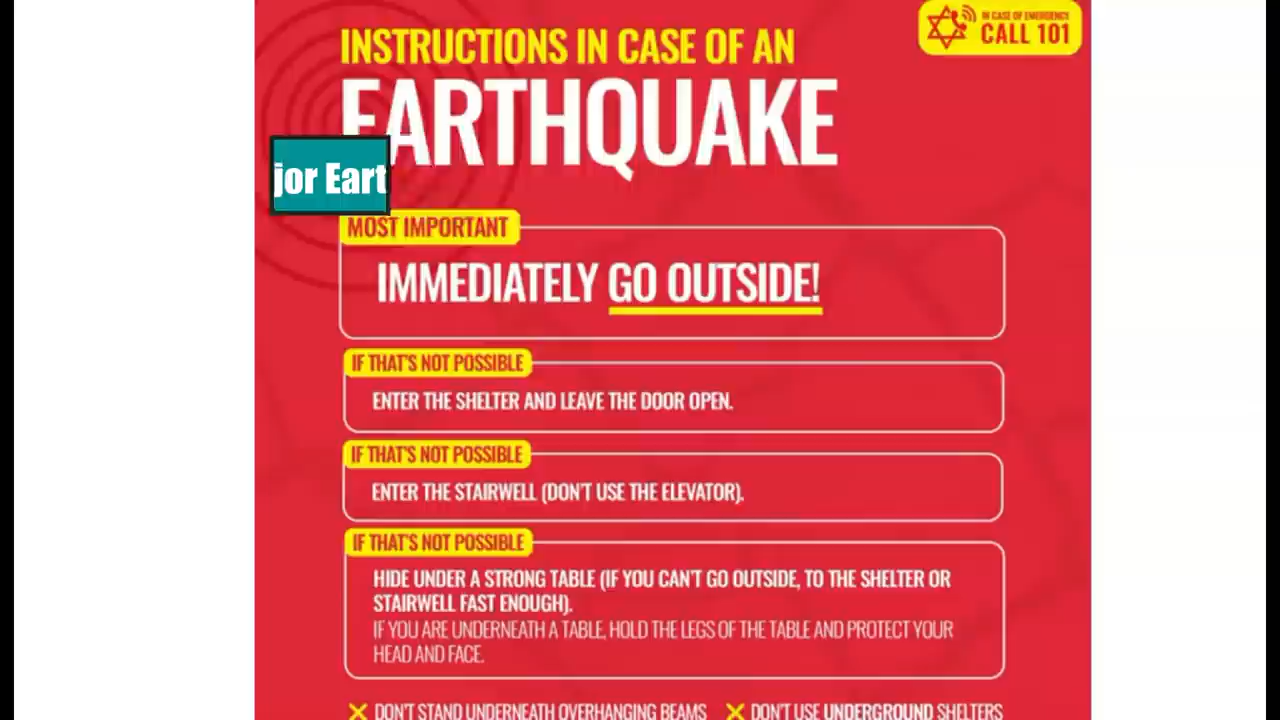 IN CASE OF EMERGENCY
CALL 101
INSTRUCTIONS IN CASE OF AN
EARTHQUAKE
jor Eart
MOST IMPORTANT
IMMEDIATELY GO OUTSIDE!
IF THAT'S NOT POSSIBLE
ENTER THE SHELTER AND LEAVE THE DOOR OPEN.
IF THAT'S NOT POSSIBLE
ENTER THE STAIRWELL (DON'T USE THE ELEVATOR).
IF THAT'S NOT POSSIBLE
HIDE UNDER A STRONG TABLE (IF YOU CAN'T GO OUTSIDE, TO THE SHELTER OR
STAIRWELL FAST ENOUGH).
IF YOU ARE UNDERNEATH A TABLE, HOLD THE LEGS OF THE TABLE AND PROTECT YOUR
HEAD AND FACE.
DON'T STAND UNDERNEATH OVERHANGING BEAMS
DON'T USE UNDERGROUND SHELTERS